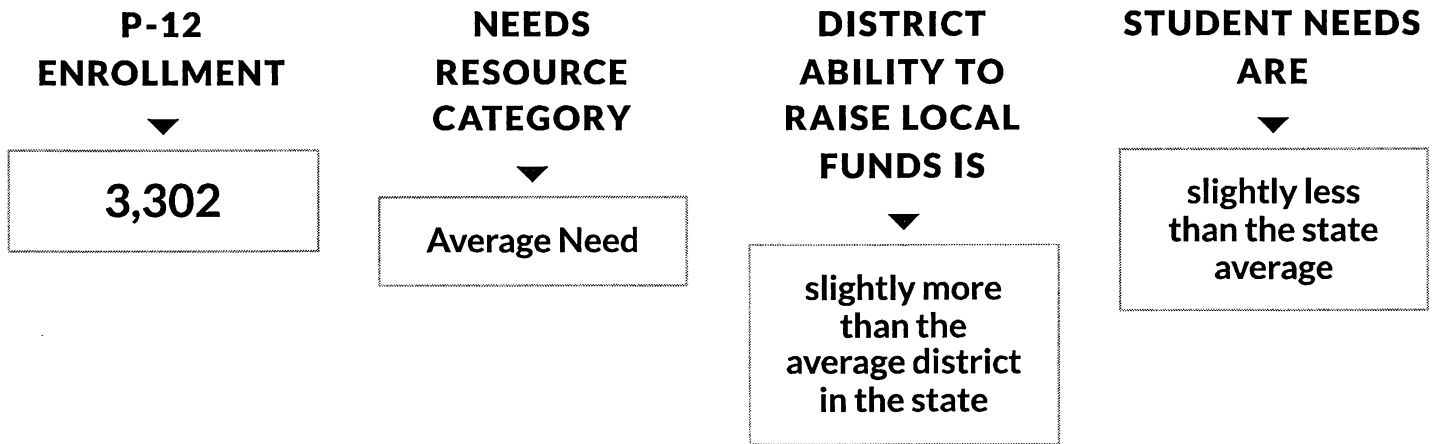 P-12
ENROLLMENT
3,302
NEEDS
RESOURCE
CATEGORY
Average Need
DISTRICT
ABILITY TO
RAISE LOCAL
FUNDS IS
slightly more
than the
average district
in the state
STUDENT NEEDS
ARE
slightly less
than the state
average